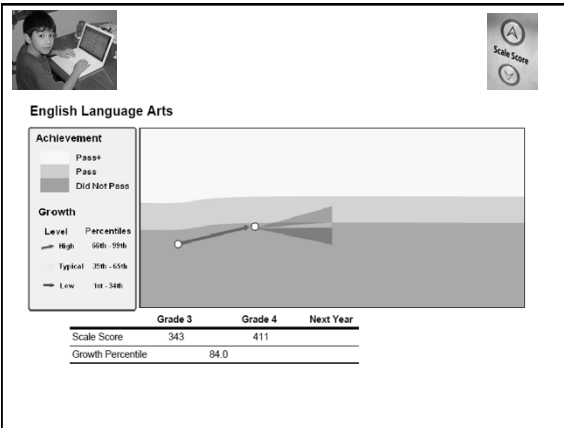 Scale Score
English Language Arts
Achievement
Pass+
Pass
Did Not Pass
Growth
Level Percentiles
High 66th - 99th
Typical 35th - 65th
Low 1st - 34th
Grade 3 Grade 4 Next Year
Scale Score 343 411
Growth Percentile 84.0